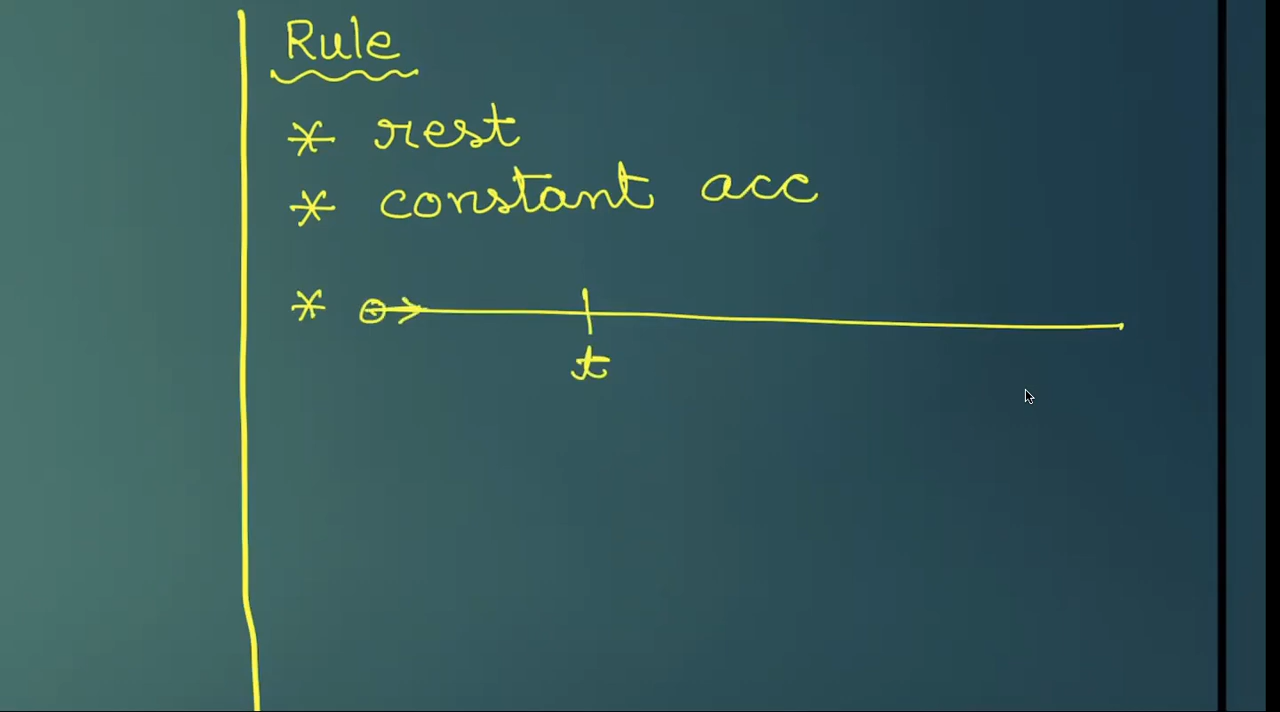 Rule
* rest
* constant acc
*
t